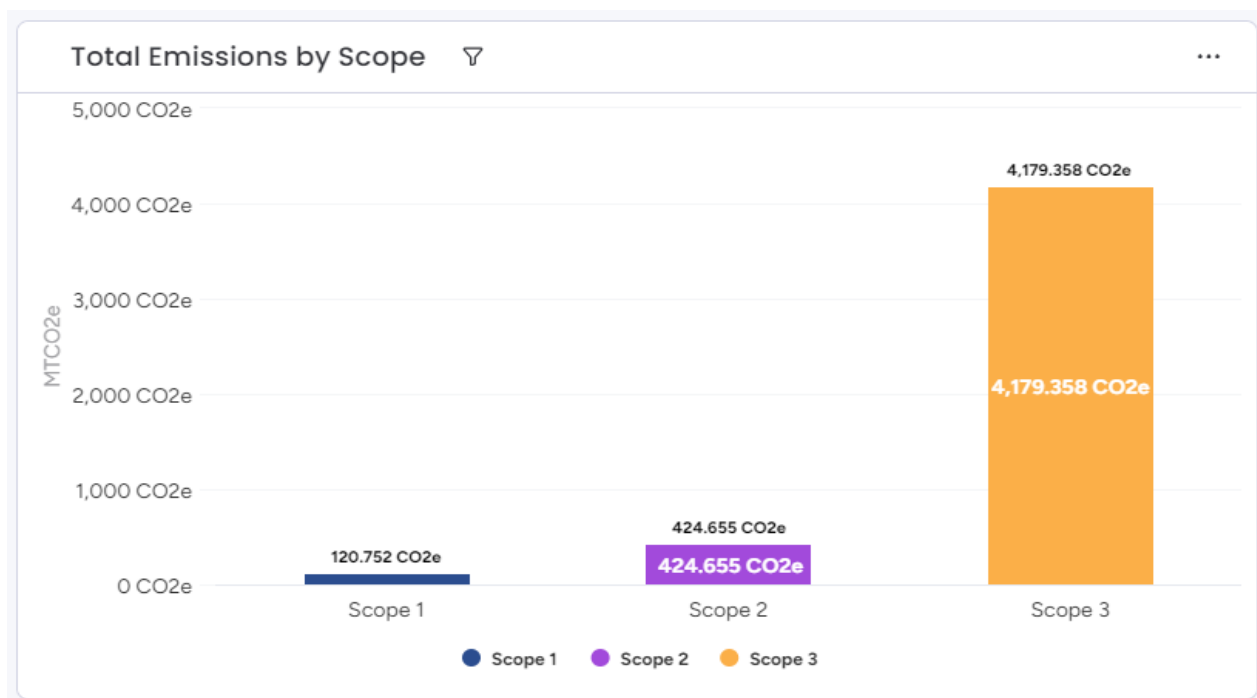 Total Emissions by Scope
5,000 CO2e
4,000 CO2e
3,000 CO2e
2,000 CO2e
1,000 CO2e
0 CO2e
MTCO2e
120.752 CO2e
424.655 CO2e
424.655 CO2e
4,179.358 CO2e
4,179.358 CO2e
Scope 1 Scope 2 Scope 3
Scope 1 Scope 2 Scope 3